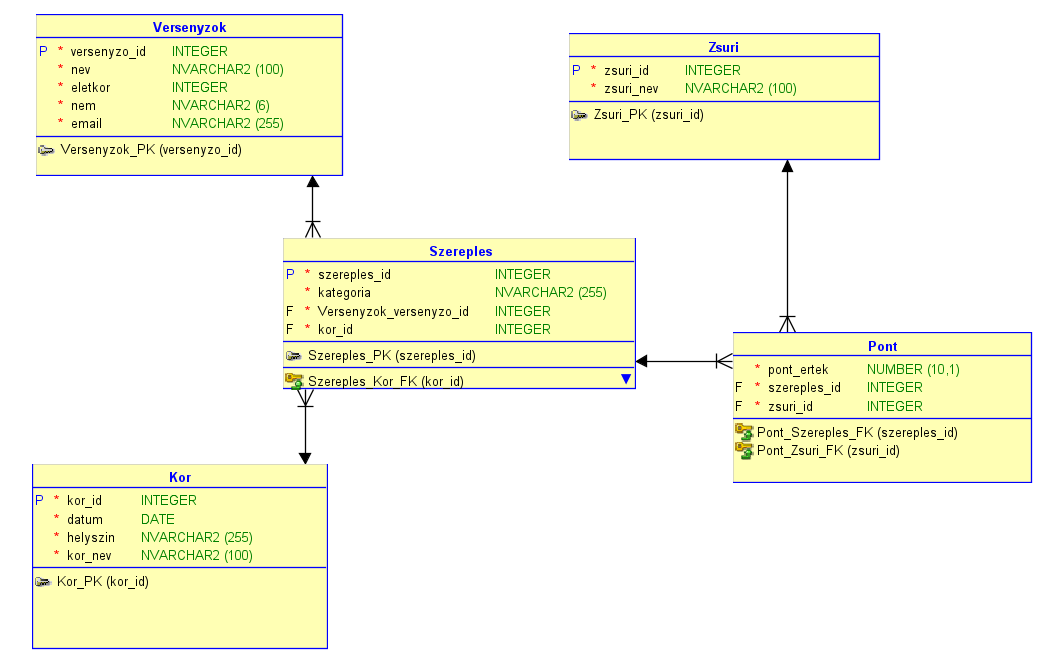 Versenyzok
P * versenyzo_id INTEGER
* nev NVARCHAR2 (100)
* eletkor INTEGER
* nem NVARCHAR2 (6)
* email NVARCHAR2 (255)
Versenyzok_PK (versenyzo_id)
Zsuri
P * zsuri_id INTEGER
* zsuri_nev NVARCHAR2 (100)
Zsuri_PK (zsuri_id)
Szereples
P * szereples_id INTEGER
* kategoria NVARCHAR2 (255)
F * Versenyzok_versenyzo_id INTEGER
F * kor_id INTEGER
Szereples_PK (szereples_id)
Szereples_Kor_FK (kor_id)
Pont
* pont_ertek NUMBER (10,1)
F * szereples_id INTEGER
F * zsuri_id INTEGER
Pont_Szereples_FK (szereples_id)
Pont_Zsuri_FK (zsuri_id)
Kor
P * kor_id INTEGER
* datum DATE
* helyszin NVARCHAR2 (255)
* kor_nev NVARCHAR2 (100)
Kor_PK (kor_id)